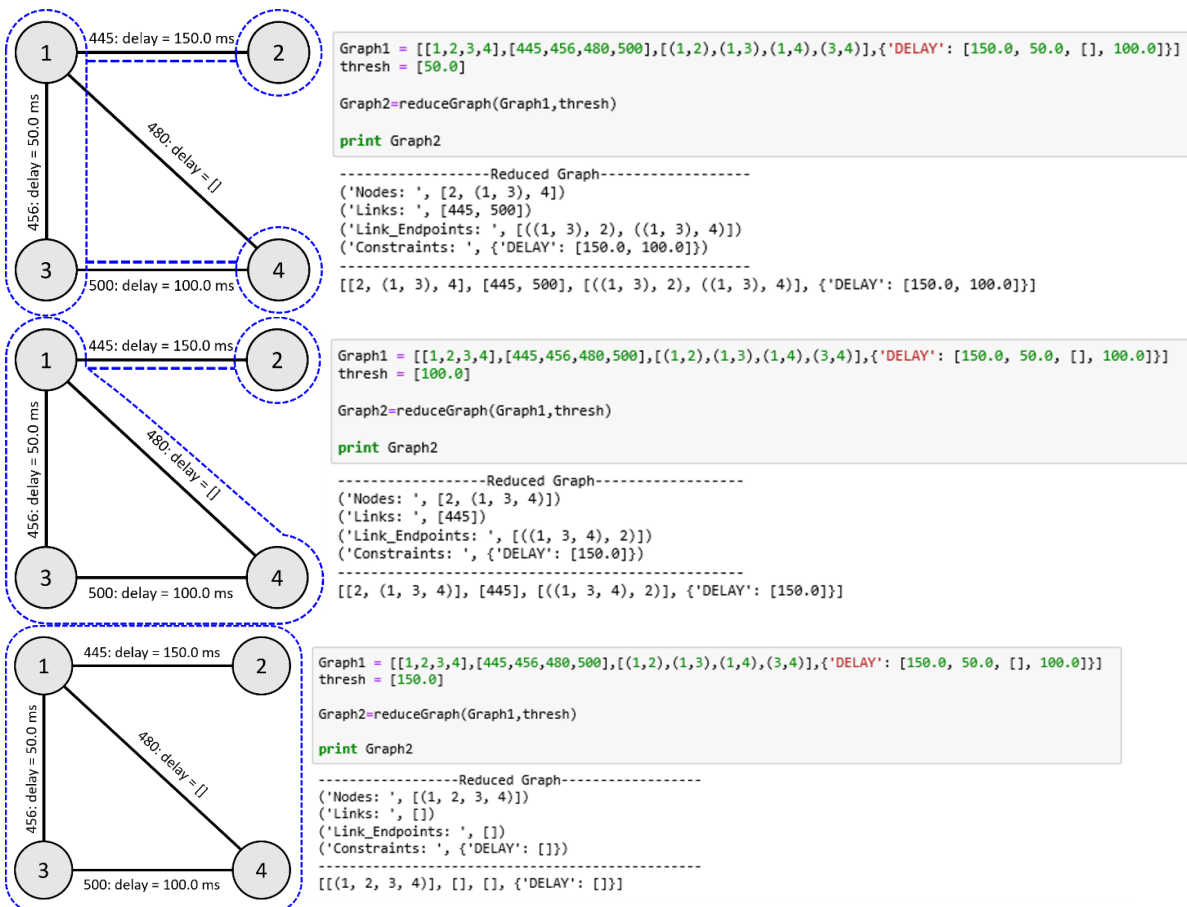 1
445: delay = 150.0 ms
2
456: delay = 50.0 ms
480: delay = []
3
500: delay = 100.0 ms
4
Graph1 = [[1,2,3,4],[445,456,480,500],[(1,2),(1,3),(1,4),(3,4)],{'DELAY': [150.0, 50.0, [], 100.0]}]
thresh = [50.0]
Graph2=reduceGraph(Graph1,thresh)
print Graph2
------------------Reduced Graph------------------
('Nodes: ', [2, (1, 3), 4])
('Links: ', [445, 500])
('Link_Endpoints: ', [((1, 3), 2), ((1, 3), 4)])
('Constraints: ', {'DELAY': [150.0, 100.0]})
-------------------------------------------------
[[2, (1, 3), 4], [445, 500], [((1, 3), 2), ((1, 3), 4)], {'DELAY': [150.0, 100.0]}]
1
445: delay = 150.0 ms
2
456: delay = 50.0 ms
480: delay = []
3
500: delay = 100.0 ms
4
Graph1 = [[1,2,3,4],[445,456,480,500],[(1,2),(1,3),(1,4),(3,4)],{'DELAY': [150.0, 50.0, [], 100.0]}]
thresh = [100.0]
Graph2=reduceGraph(Graph1,thresh)
print Graph2
------------------Reduced Graph------------------
('Nodes: ', [2, (1, 3, 4)])
('Links: ', [445])
('Link_Endpoints: ', [((1, 3, 4), 2)])
('Constraints: ', {'DELAY': [150.0]})
-------------------------------------------------
[[2, (1, 3, 4)], [445], [((1, 3, 4), 2)], {'DELAY': [150.0]}]
1
445: delay = 150.0 ms
2
456: delay = 50.0 ms
480: delay = []
3
500: delay = 100.0 ms
4
Graph1 = [[1,2,3,4],[445,456,480,500],[(1,2),(1,3),(1,4),(3,4)],{'DELAY': [150.0, 50.0, [], 100.0]}]
thresh = [150.0]
Graph2=reduceGraph(Graph1,thresh)
print Graph2
------------------Reduced Graph------------------
('Nodes: ', [(1, 2, 3, 4)])
('Links: ', [])
('Link_Endpoints: ', [])
('Constraints: ', {'DELAY': []})
-------------------------------------------------
[[(1, 2, 3, 4)], [], [], {'DELAY': []}]